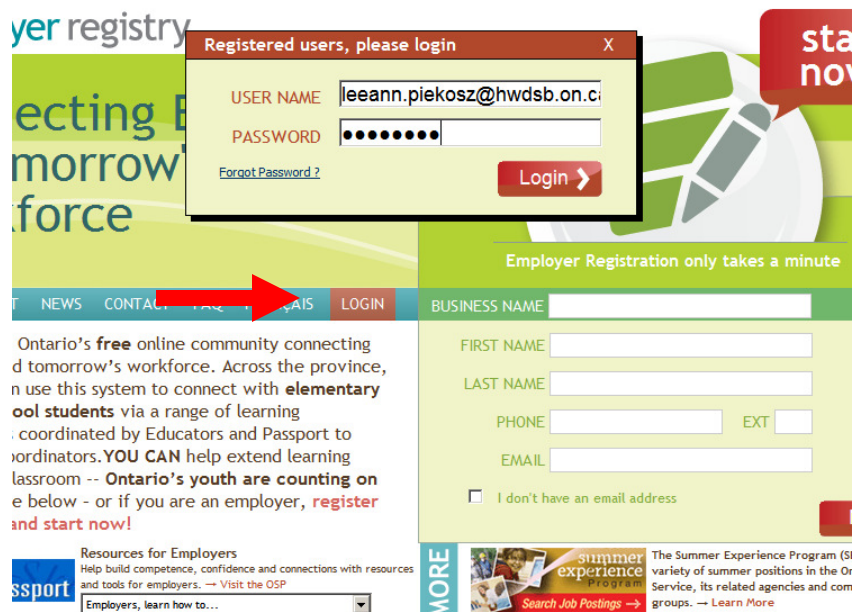 yer registry
Registered users, please login X
USER NAME leeann.piekosz@hwdsb.on.ca
PASSWORD ●●●●●●●●
Forgot Password ?
Login
sta
nov
ecting E
morrow'
force
Employer Registration only takes a minute
T NEWS CONTACT FAQ FRANÇAIS LOGIN
BUSINESS NAME
FIRST NAME
LAST NAME
PHONE EXT
EMAIL
I don't have an email address
Ontario's free online community connecting
d tomorrow's workforce. Across the province,
n use this system to connect with elementary
ool students via a range of learning
coordinated by Educators and Passport to
oordinators. YOU CAN help extend learning
lassroom -- Ontario's youth are counting on
e below - or if you are an employer, register
and start now!
ssport
Resources for Employers
Help build competence, confidence and connections with resources
and tools for employers. → Visit the OSP
Employers, learn how to...
MORE
summer
experience
Program
Search Job Postings →
The Summer Experience Program (S
variety of summer positions in the On
Service, its related agencies and com
groups. → Learn More